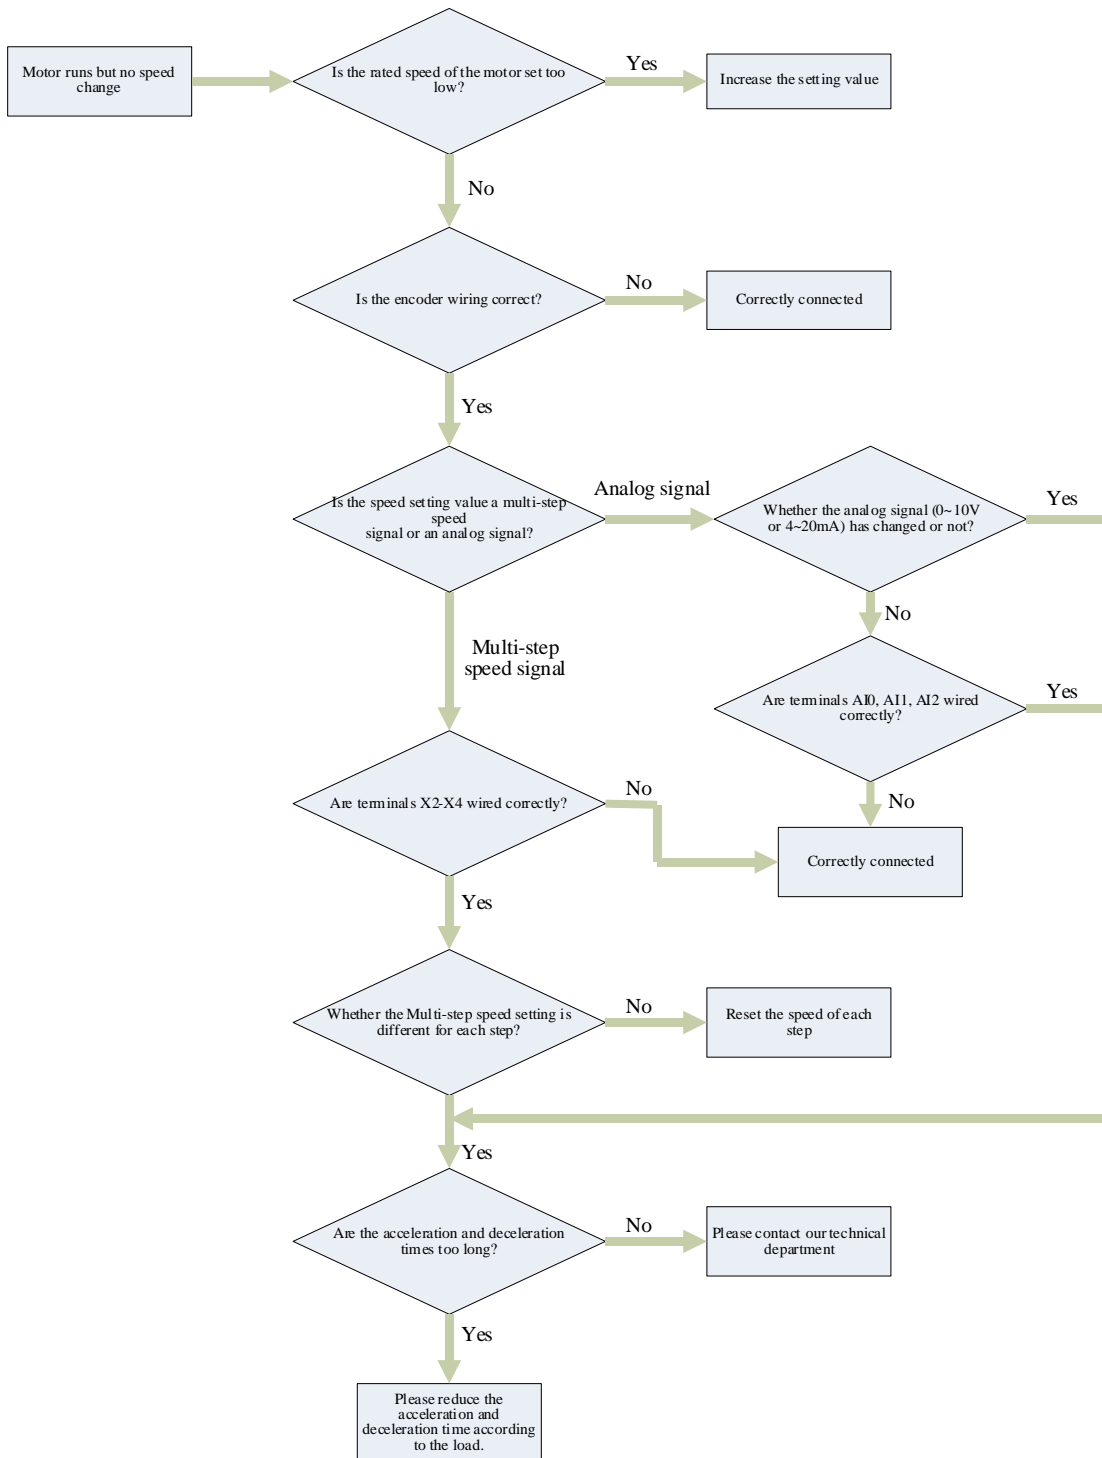 Motor runs but no speed
change
Is the rated speed of the motor set too
low?
Yes
Increase the setting value
No
Is the encoder wiring correct?
No
Correctly connected
Yes
Is the speed setting value a multi-step
speed
signal or an analog signal?
Analog signal
Whether the analog signal (0~10V
or 4~20mA) has changed or not?
Yes
No
Multi-step
speed signal
Are terminals AI0, AI1, AI2 wired
correctly?
Yes
No
Are terminals X2-X4 wired correctly?
No
Correctly connected
Yes
Whether the Multi-step speed setting is
different for each step?
No
Reset the speed of each
step
Yes
Are the acceleration and deceleration
times too long?
No
Please contact our technical
department
Yes
Please reduce the
acceleration and
deceleration time according
to the load.